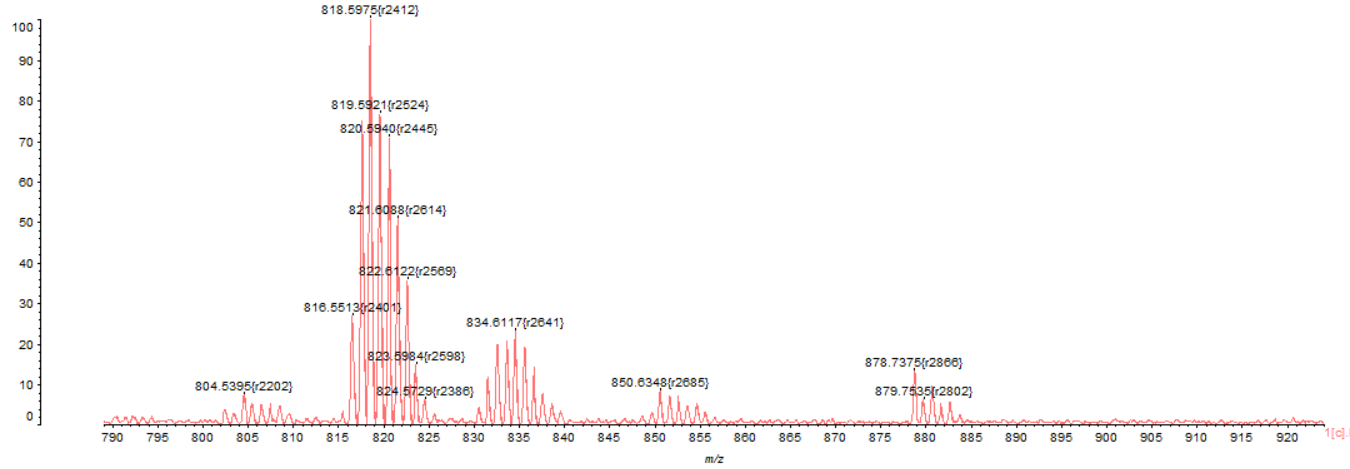 818.5975{r2412}
100
90
80
819.5921{r2524}
820.5940{r2445}
70
60
821.6088{r2614}
50
40
822.6122{r2569}
816.5513{r2401}
834.6117{r2641}
30
20
823.5984{r2598}
878.7375{r2866}
804.5395{r2202}
824.5729{r2386}
850.6348{r2685}
879.7535{r2802}
10
0
790 795 800 805 810 815 820 825 830 835 840 845 850 855 860 865 870 875 880 885 890 895 900 905 910 915 920
1[c].
m/z